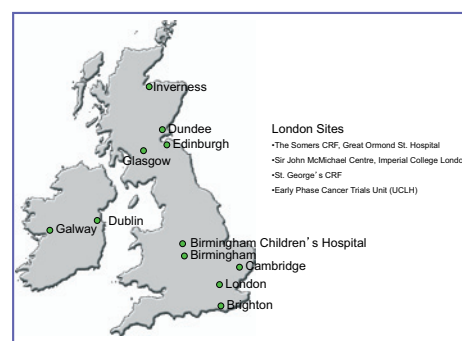 Inverness
Dundee
Edinburgh
Glasgow
London Sites
•The Somers CRF, Great Ormond St. Hospital
•Sir John McMichael Centre, Imperial College Londo
•St. George's CRF
•Early Phase Cancer Trials Unit (UCLH)
Dublin
Galway
Birmingham Children's Hospital
Birmingham
Cambridge
London
Brighton